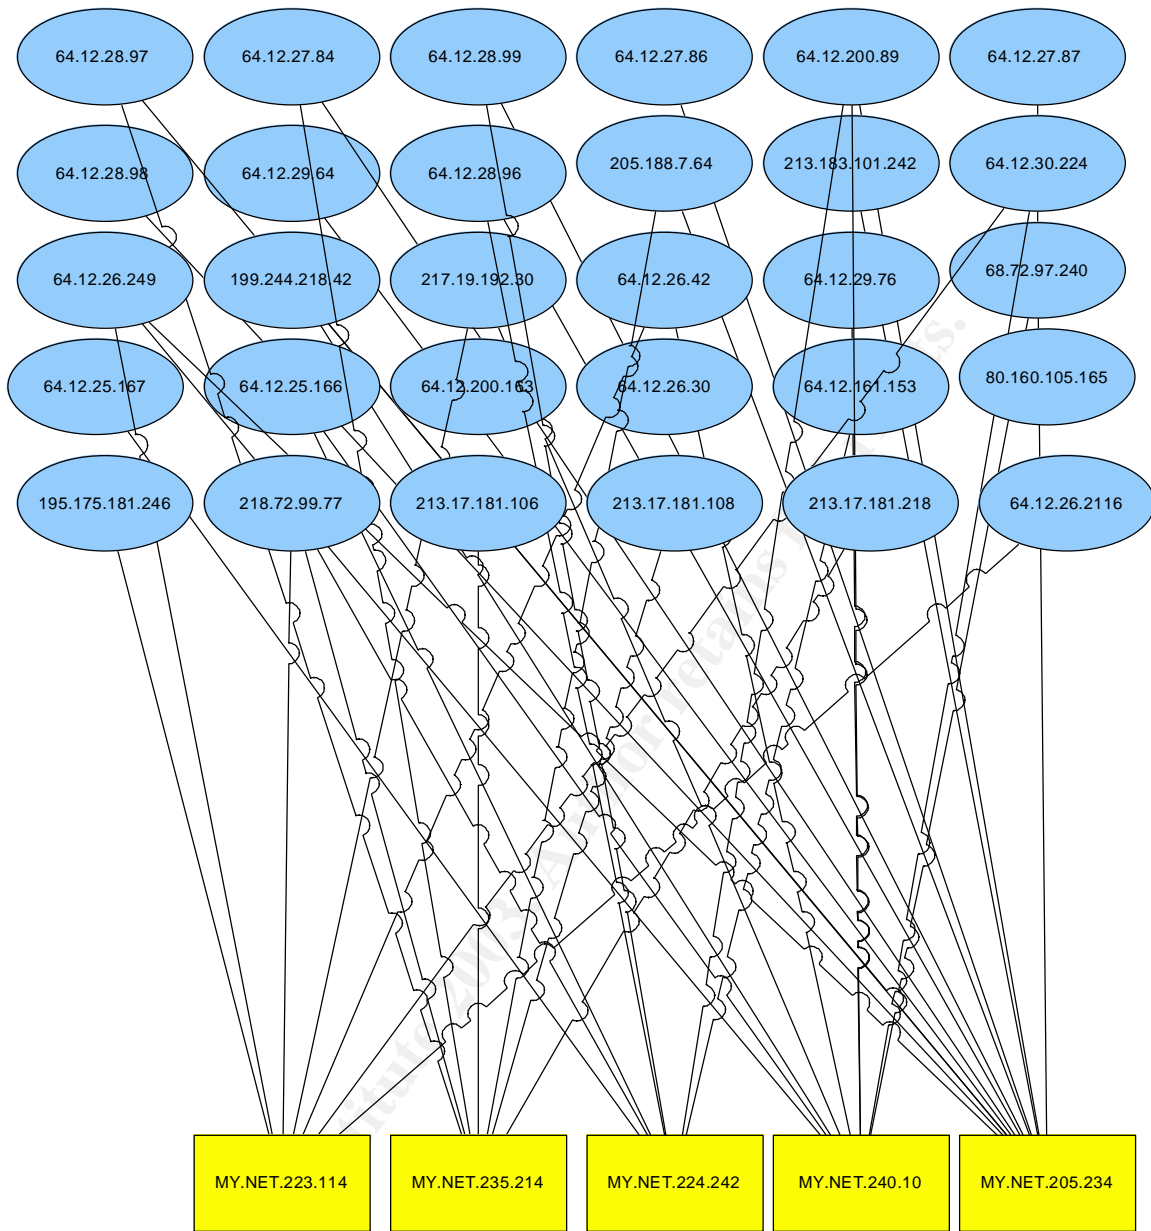 64.12.28.97 64.12.27.84 64.12.28.99 64.12.27.86 64.12.200.89 64.12.27.87
64.12.28.98 64.12.29.64 64.12.28.96 205.188.7.64 213.183.101.242 64.12.30.224
64.12.26.249 199.244.218.42 217.19.192.30 64.12.26.42 64.12.29.76 68.72.97.240
64.12.25.167 64.12.25.166 64.12.200.163 64.12.26.30 64.12.161.153 80.160.105.165
195.175.181.246 218.72.99.77 213.17.181.106 213.17.181.108 213.17.181.218 64.12.26.2116
MY.NET.223.114 MY.NET.235.214 MY.NET.224.242 MY.NET.240.10 MY.NET.205.234
2003, Author retains